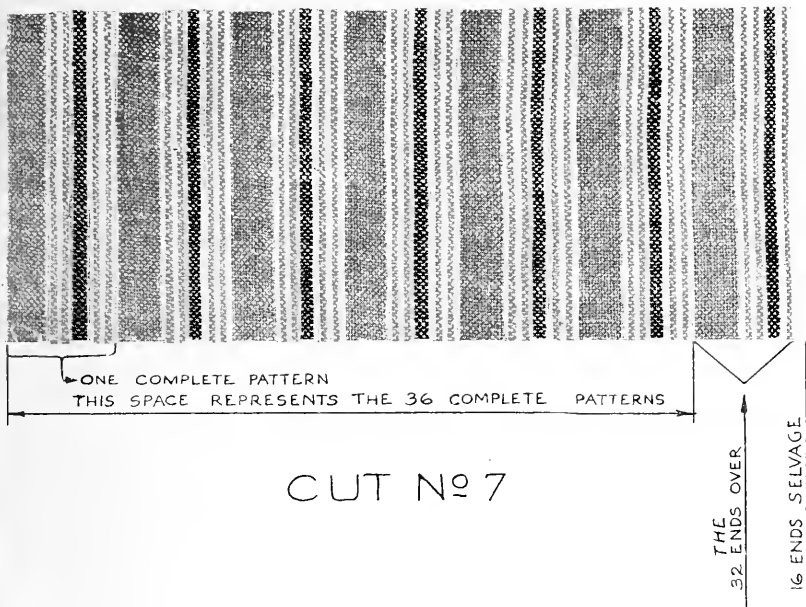 ONE COMPLETE PATTERN
THIS SPACE REPRESENTS THE 36 COMPLETE PATTERNS
CUT Nº 7
THE
32 ENDS OVER
16 ENDS SELVAGE